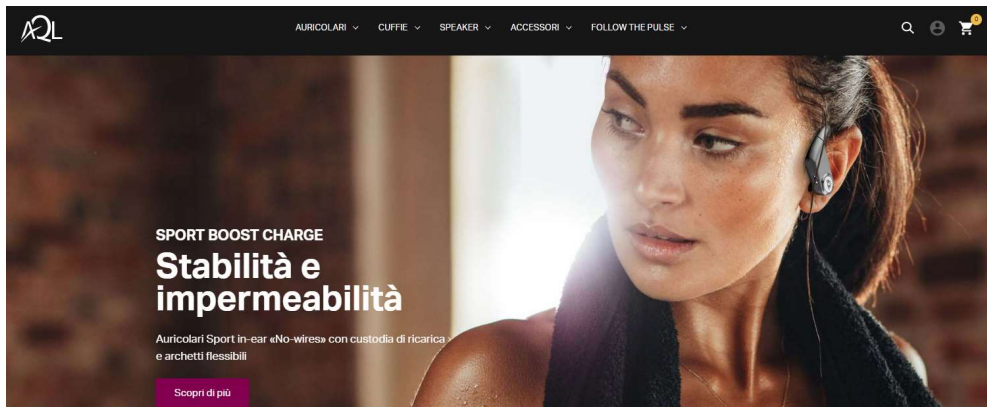 AQL
AURICOLARI
CUFFIE
SPEAKER
ACCESSORI
FOLLOW THE PULSE
0
SPORT BOOST CHARGE
Stabilità e
impermeabilità
Auricolari Sport in-ear «No-wires» con custodia di ricarica
e archetti flessibili
Scopri di più